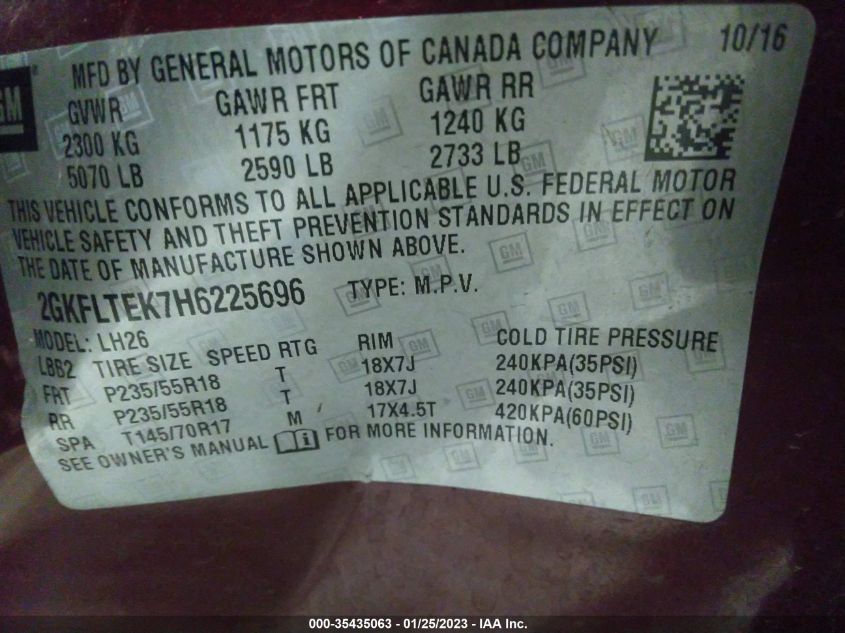 MFD BY GENERAL MOTORS OF CANADA COMPANY 10/16
GM
GVWR GAWR FRT GAWR RR
2300 KG 1175 KG 1240 KG
5070 LB 2590 LB 2733 LB
THIS VEHICLE CONFORMS TO ALL APPLICABLE U.S. FEDERAL MOTOR
VEHICLE SAFETY AND THEFT PREVENTION STANDARDS IN EFFECT ON
THE DATE OF MANUFACTURE SHOWN ABOVE.
2GKFLTEK7H6225696 TYPE: M.P.V.
MODEL: LH26
L862 TIRE SIZE SPEED RTG RIM COLD TIRE PRESSURE
FRT P235/55R18 T 18X7J 240KPA(35PSI)
RR P235/55R18 T 18X7J 240KPA(35PSI)
SPA T145/70R17 M 17X4.5T 420KPA(60PSI)
SEE OWNER'S MANUAL FOR MORE INFORMATION.
000-35435063 - 01/25/2023 - IAA Inc.